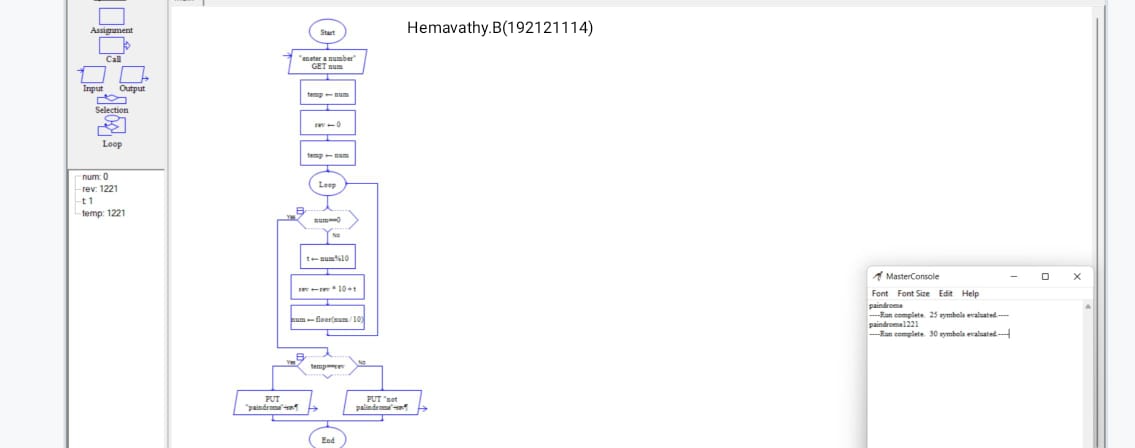 Hemavathy.B(192121114)
Assignment
Call
Input Output
Selection
Loop
num: 0
rev: 1221
t 1
temp: 1221
Start
"enater a number"
GET num
temp ← num
rev ← 0
temp ← num
Loop
Yes
num==0
No
t ← num%10
rev ← rev * 10+t
num ← floor(num / 10)
Yes
temp==rev
No
PUT
"paindrome"+rev¶
PUT "not
palindrome"+rev¶
End
MasterConsole
Font Font Size Edit Help
paindrome
----Run complete. 25 symbols evaluated.----
paindrome1221
----Run complete. 30 symbols evaluated.----